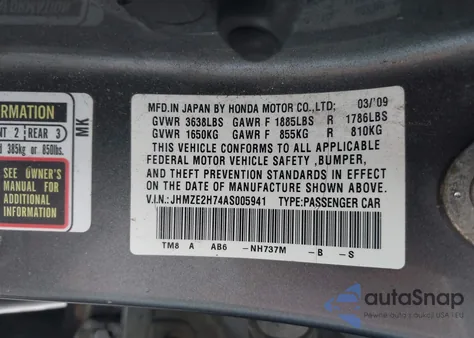 MFD.IN JAPAN BY HONDA MOTOR CO.,LTD: 03/'09
GVWR 3638LBS GAWR F 1885LBS R 1786LBS
GVWR 1650KG GAWR F 855KG R 810KG
THIS VEHICLE CONFORMS TO ALL APPLICABLE
FEDERAL MOTOR VEHICLE SAFETY ,BUMPER,
AND THEFT PREVENTION STANDARDS IN EFFECT
ON THE DATE OF MANUFACTURE SHOWN ABOVE.
V.I.N.:JHMZE2H74AS005941 TYPE:PASSENGER CAR
TM8 A AB6 -NH737M -B -S
FORMATION
NT 2 REAR 3
d 385kg or 850lbs.
SEE OWNER'S
MANUAL FOR
ADDITIONAL
INFORMATION
MK
autoSnap